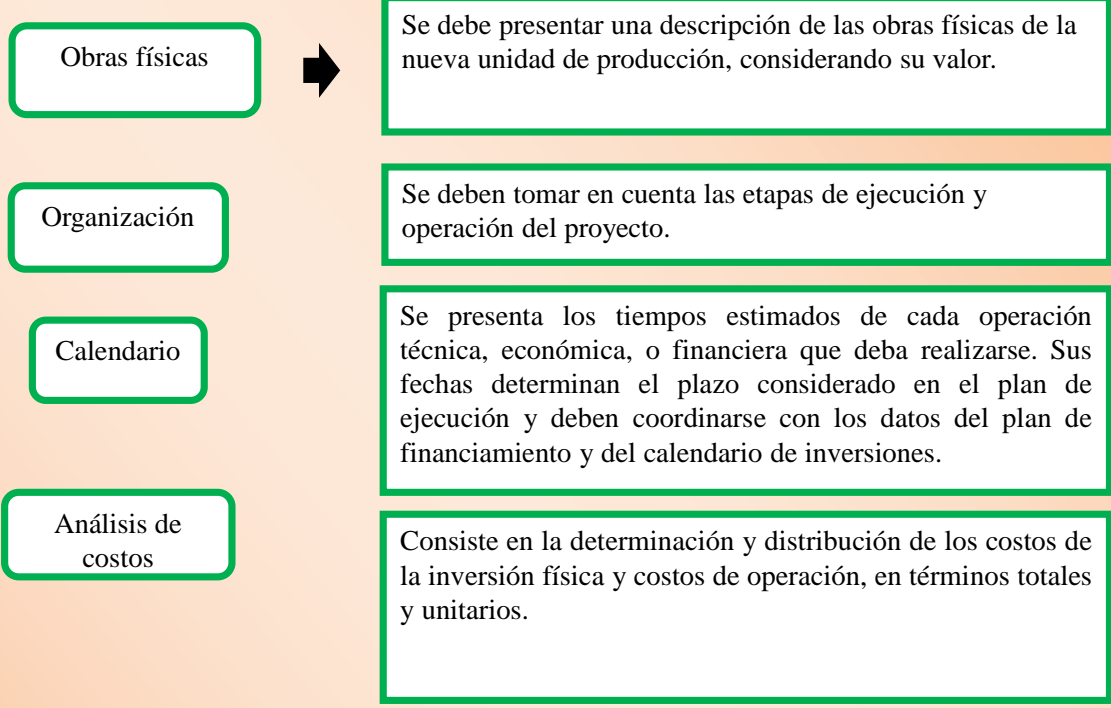 Obras físicas
Se debe presentar una descripción de las obras físicas de la
nueva unidad de producción, considerando su valor.
Organización
Se deben tomar en cuenta las etapas de ejecución y
operación del proyecto.
Calendario
Se presenta los tiempos estimados de cada operación
técnica, económica, o financiera que deba realizarse. Sus
fechas determinan el plazo considerado en el plan de
ejecución y deben coordinarse con los datos del plan de
financiamiento y del calendario de inversiones.
Análisis de
costos
Consiste en la determinación y distribución de los costos de
la inversión física y costos de operación, en términos totales
y unitarios.